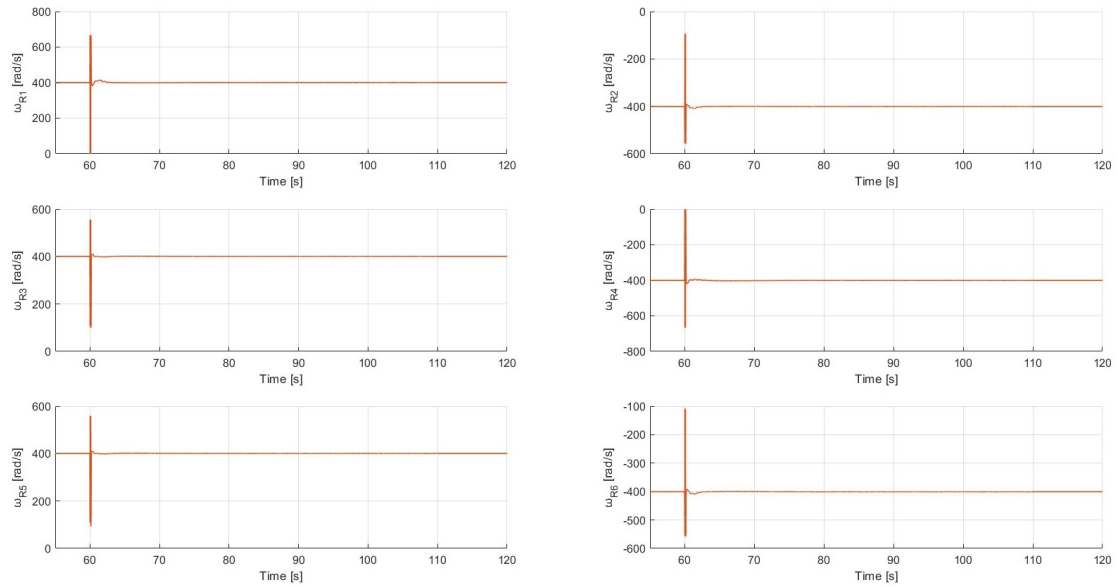 800
600
400
200
0
ω_R1 [rad/s]
60 70 80 90 100 110 120
Time [s]
0
-200
-400
-600
ω_R2 [rad/s]
60 70 80 90 100 110 120
Time [s]
600
400
200
0
ω_R3 [rad/s]
60 70 80 90 100 110 120
Time [s]
0
-200
-400
-600
-800
ω_R4 [rad/s]
60 70 80 90 100 110 120
Time [s]
600
400
200
0
ω_R5 [rad/s]
60 70 80 90 100 110 120
Time [s]
-100
-200
-300
-400
-500
-600
ω_R6 [rad/s]
60 70 80 90 100 110 120
Time [s]